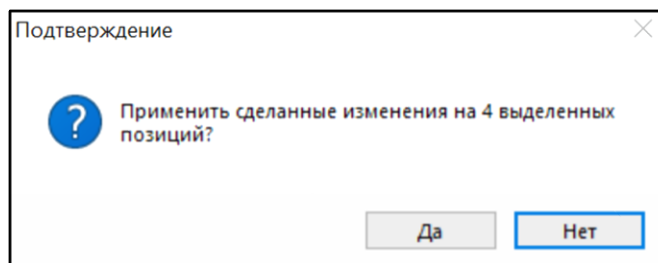 Подтверждение
Применить сделанные изменения на 4 выделенных
позиций?
Да
Нет